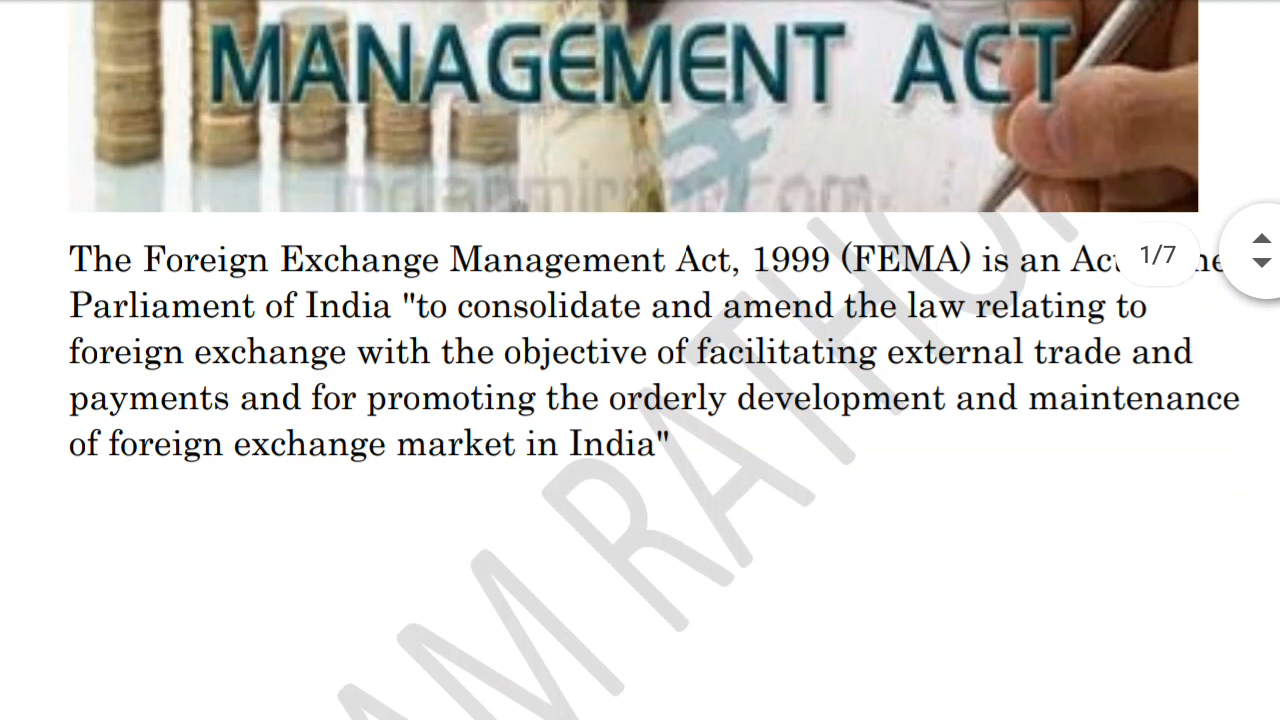 MANAGEMENT ACT
The Foreign Exchange Management Act, 1999 (FEMA) is an
1/7
Parliament of India "to consolidate and amend the law relating to
foreign exchange with the objective of facilitating external trade and
payments and for promoting the orderly development and maintenance
of foreign exchange market in India"